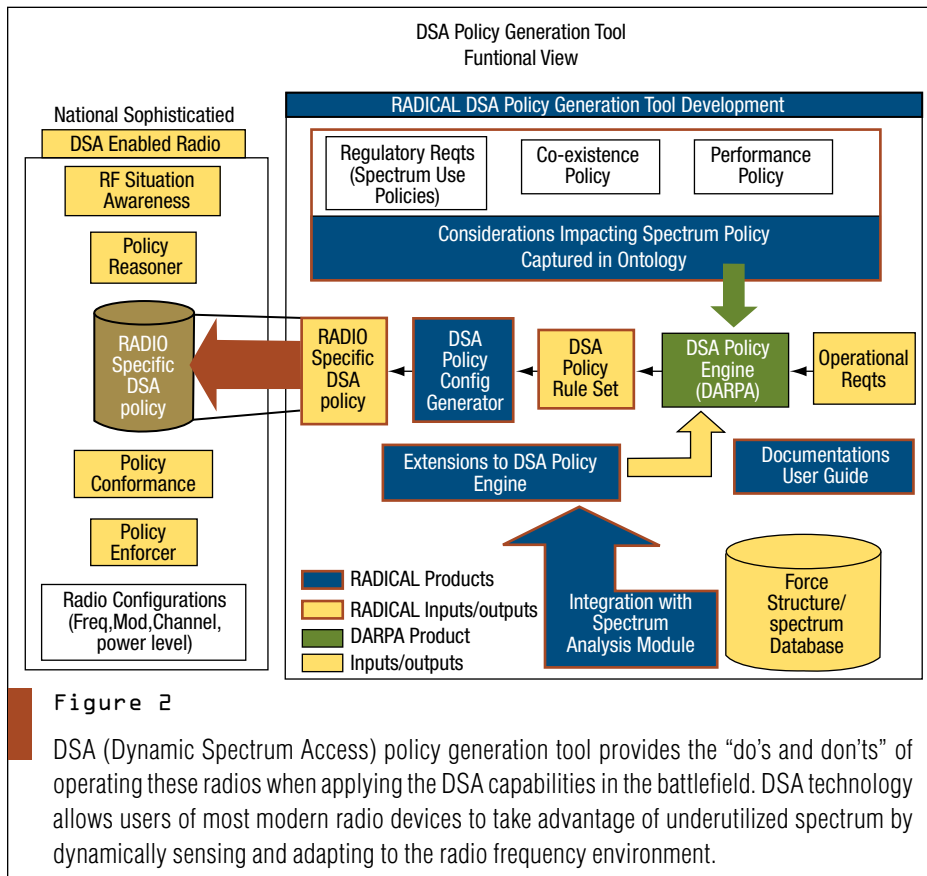 DSA Policy Generation Tool
Funtional View
National Sophisticatied
DSA Enabled Radio
RF Situation
Awareness
Policy
Reasoner
RADIO
Specific
DSA
policy
Policy
Conformance
Policy
Enforcer
Radio Configurations
(Freq,Mod,Channel,
power level)
RADICAL DSA Policy Generation Tool Development
Regulatory Reqts
(Spectrum Use
Policies)
Co-existence
Policy
Performance
Policy
Considerations Impacting Spectrum Policy
Captured in Ontology
RADIO
Specific
DSA
policy
DSA
Policy
Config
Generator
DSA
Policy
Rule Set
DSA Policy
Engine
(DARPA)
Operational
Reqts
Extensions to DSA Policy
Engine
Documentations
User Guide
RADICAL Products
RADICAL Inputs/outputs
DARPA Product
Inputs/outputs
Integration with
Spectrum
Analysis Module
Force
Structure/
spectrum
Database
Figure 2
DSA (Dynamic Spectrum Access) policy generation tool provides the “do’s and don’ts” of
operating these radios when applying the DSA capabilities in the battlefield. DSA technology
allows users of most modern radio devices to take advantage of underutilized spectrum by
dynamically sensing and adapting to the radio frequency environment.